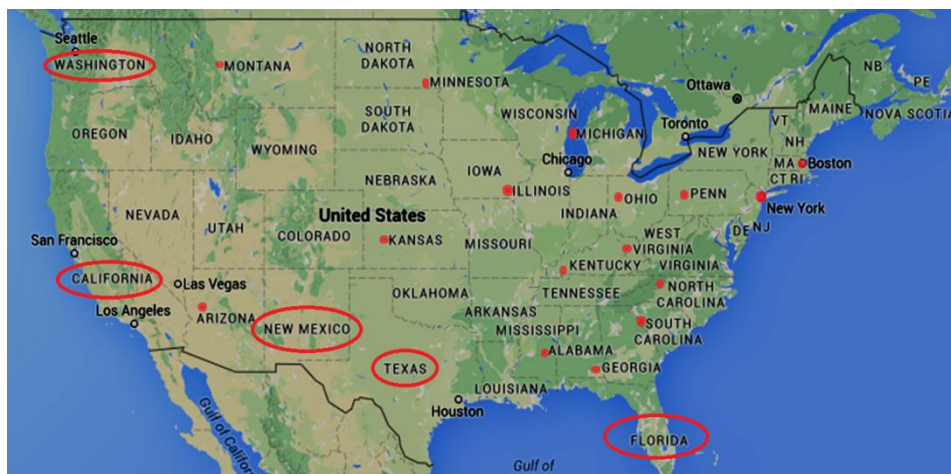 Seattle
WASHINGTON
MONTANA
NORTH
DAKOTA
MINNESOTA
Ottawa
NB
PE
MAINE
NOVA SCOTIA
OREGON
IDAHO
SOUTH
DAKOTA
WISCONSIN
MICHIGAN
Toronto
VT
NH
WYOMING
NEW YORK
MA
Boston
CT RI
Chicago
IOWA
NEBRASKA
ILLINOIS
OHIO
PENN
New York
NEVADA
UTAH
United States
COLORADO
KANSAS
MISSOURI
INDIANA
WEST
VIRGINIA
DE
NJ
San Francisco
CALIFORNIA
Las Vegas
KENTUCKY
VIRGINIA
Los Angeles
ARIZONA
NEW MEXICO
OKLAHOMA
ARKANSAS
TENNESSEE
NORTH
CAROLINA
MISSISSIPPI
SOUTH
CAROLINA
TEXAS
ALABAMA
GEORGIA
LOUISIANA
Houston
Gulf of Califor
FLORIDA
Gulf of